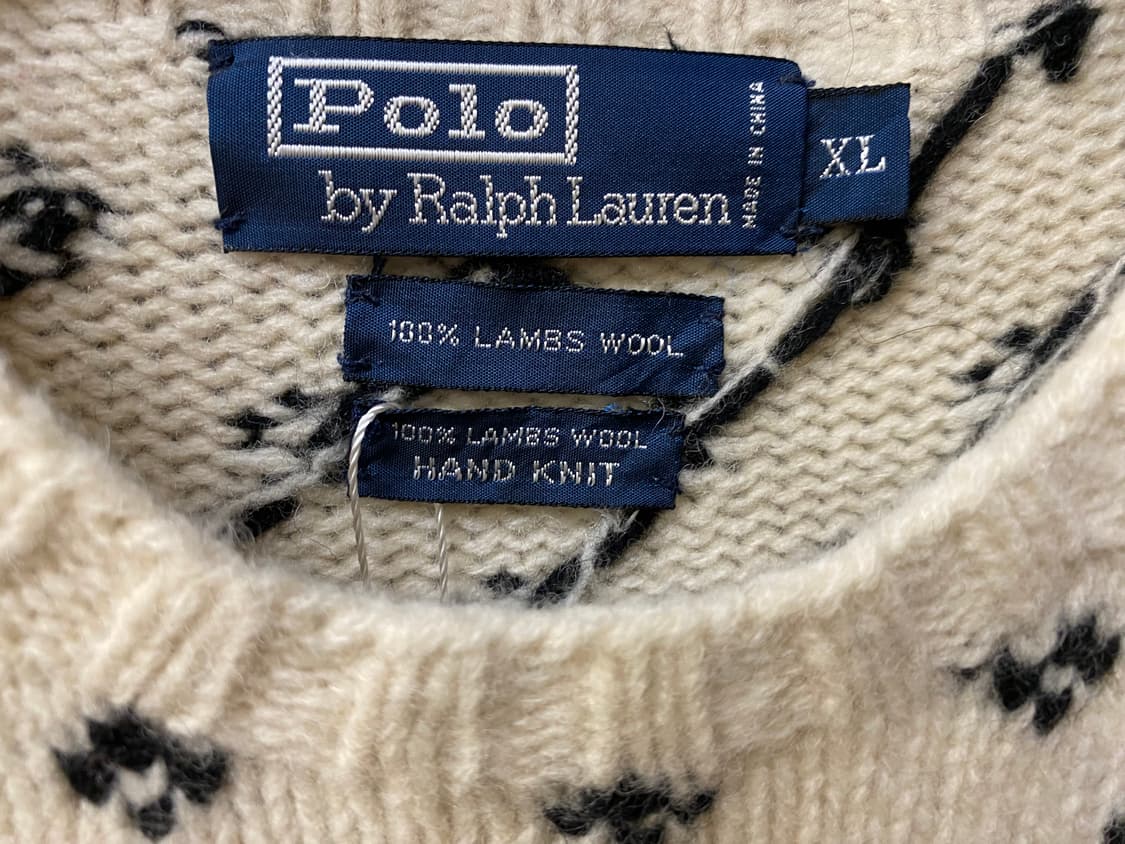 Polo
by Ralph Lauren
MADE IN CHINA
XL
100% LAMBS WOOL
100% LAMBS WOOL
HAND KNIT